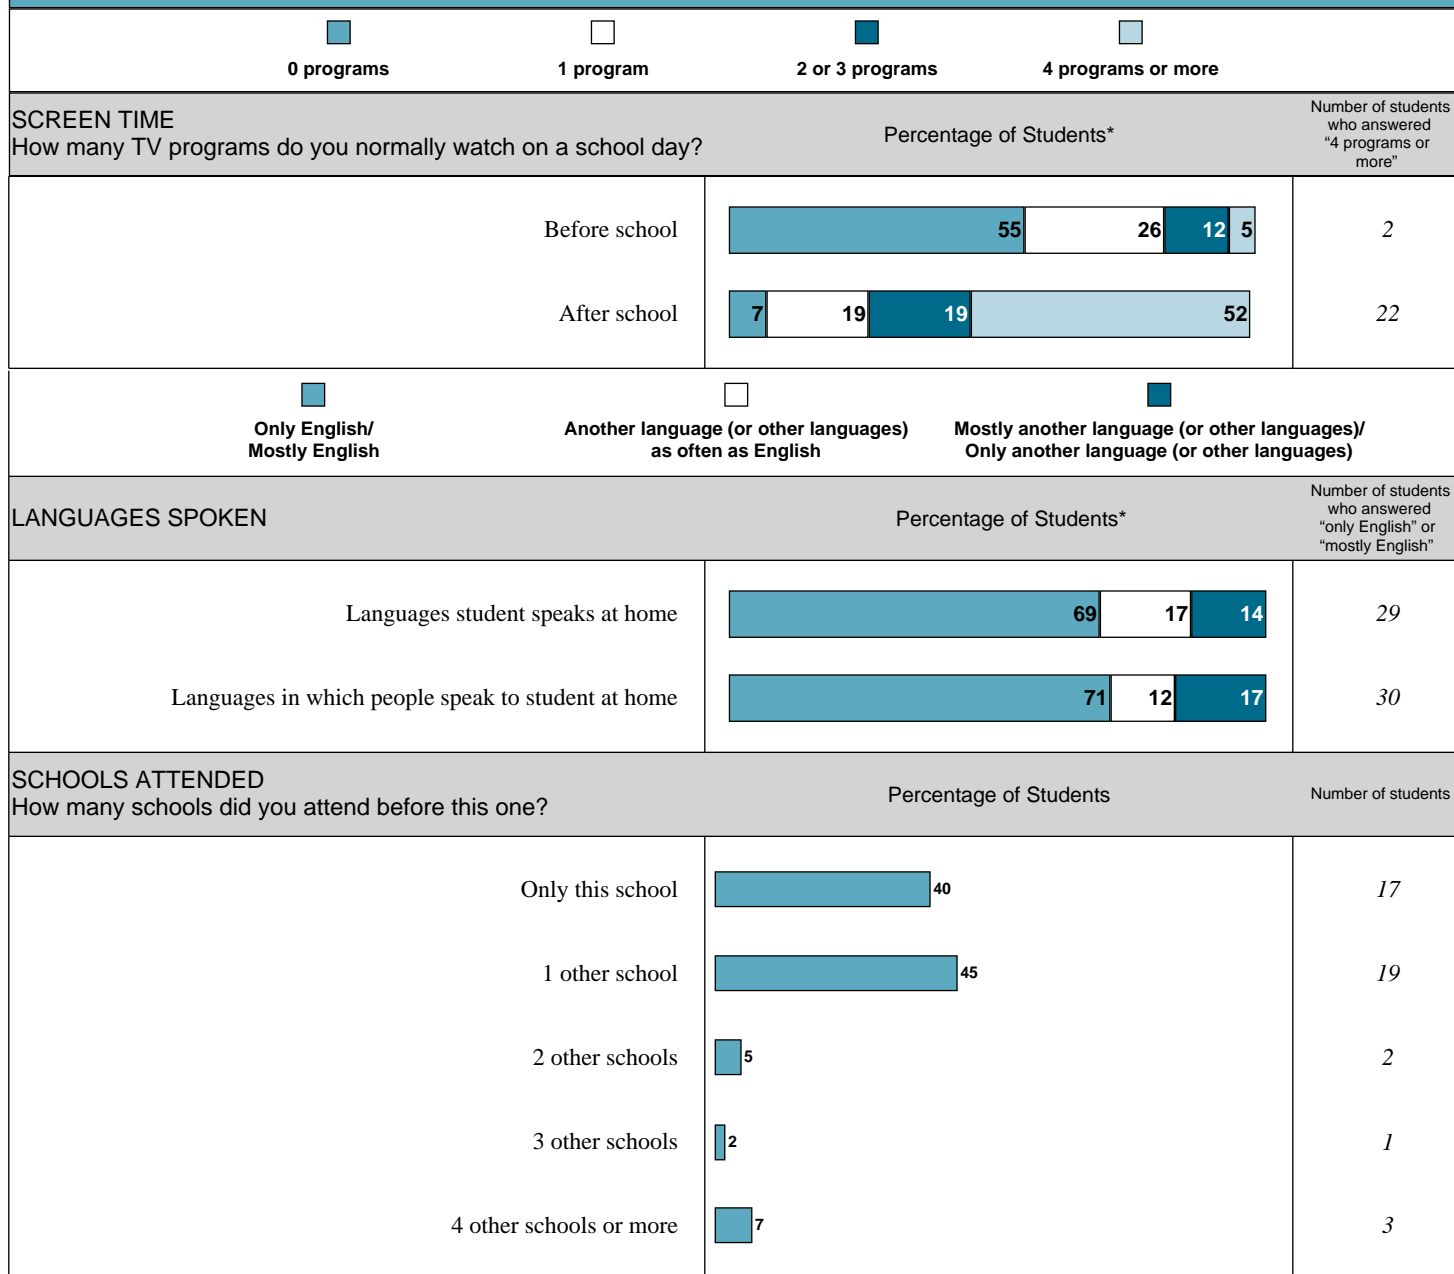 0 programs
1 program
2 or 3 programs
4 programs or more
SCREEN TIME
How many TV programs do you normally watch on a school day?
Percentage of Students*
Number of students
who answered
“4 programs or
more”
Before school
55
26
12
5
2
After school
7
19
19
52
22
Only English/
Mostly English
Another language (or other languages)
as often as English
Mostly another language (or other languages)/
Only another language (or other languages)
LANGUAGES SPOKEN
Percentage of Students*
Number of students
who answered
“only English” or
“mostly English”
Languages student speaks at home
69
17
14
29
Languages in which people speak to student at home
71
12
17
30
SCHOOLS ATTENDED
How many schools did you attend before this one?
Percentage of Students
Number of students
Only this school
40
17
1 other school
45
19
2 other schools
5
2
3 other schools
2
1
4 other schools or more
7
3